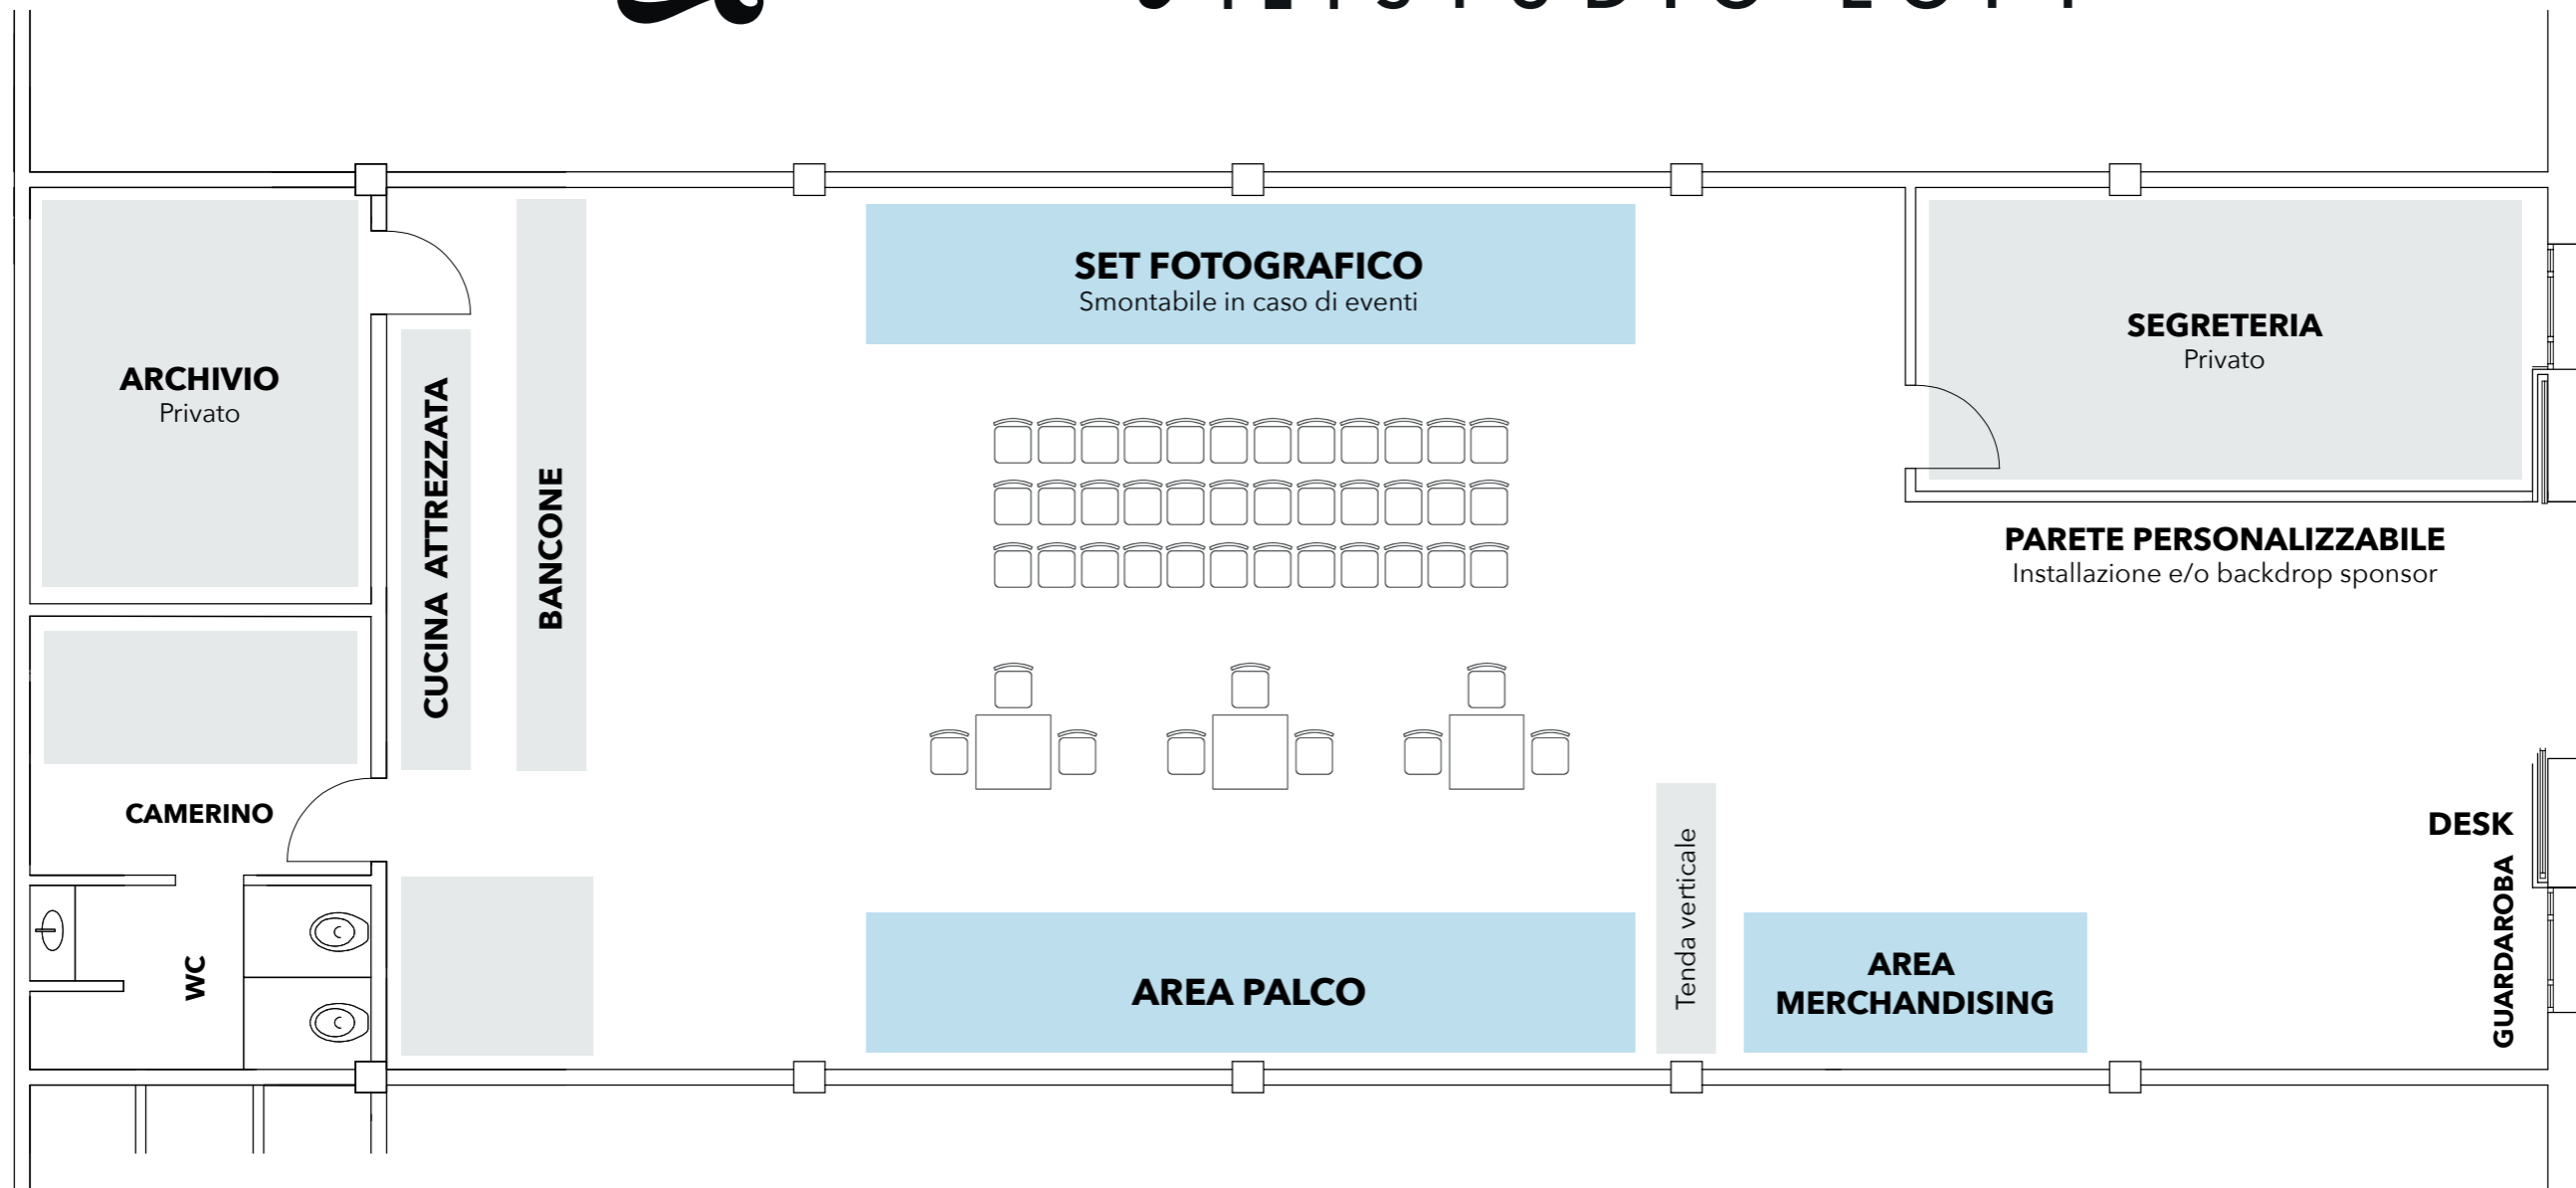 SET FOTOGRAFICO
Smontabile in caso di eventi
SEGRETERIA
Privato
ARCHIVIO
Privato
CUCINA ATTREZZATA
BANCONE
PARETE PERSONALIZZABILE
Installazione e/o backdrop sponsor
CAMERINO
WC
AREA PALCO
Tenda verticale
AREA
MERCHANDISING
DESK
GUARDAROBA